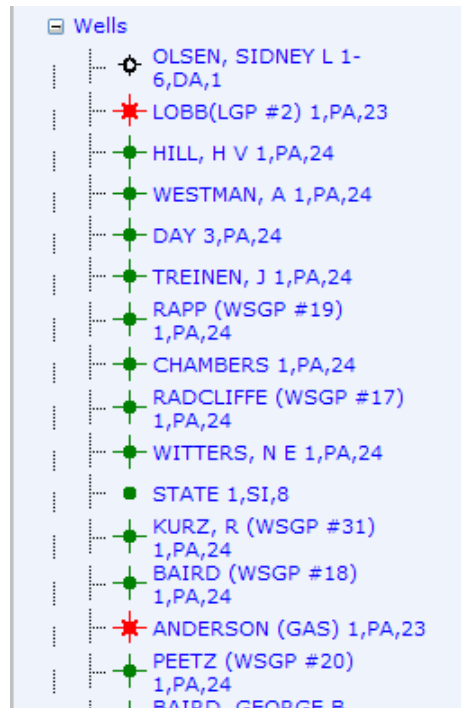 Wells
OLSEN, SIDNEY L 1-
6,DA,1
LOBB(LGP #2) 1,PA,23
HILL, H V 1,PA,24
WESTMAN, A 1,PA,24
DAY 3,PA,24
TREINEN, J 1,PA,24
RAPP (WSGP #19)
1,PA,24
CHAMBERS 1,PA,24
RADCLIFFE (WSGP #17)
1,PA,24
WITTERS, N E 1,PA,24
STATE 1,SI,8
KURZ, R (WSGP #31)
1,PA,24
BAIRD (WSGP #18)
1,PA,24
ANDERSON (GAS) 1,PA,23
PEETZ (WSGP #20)
1,PA,24
BAIRD, GEORGE B